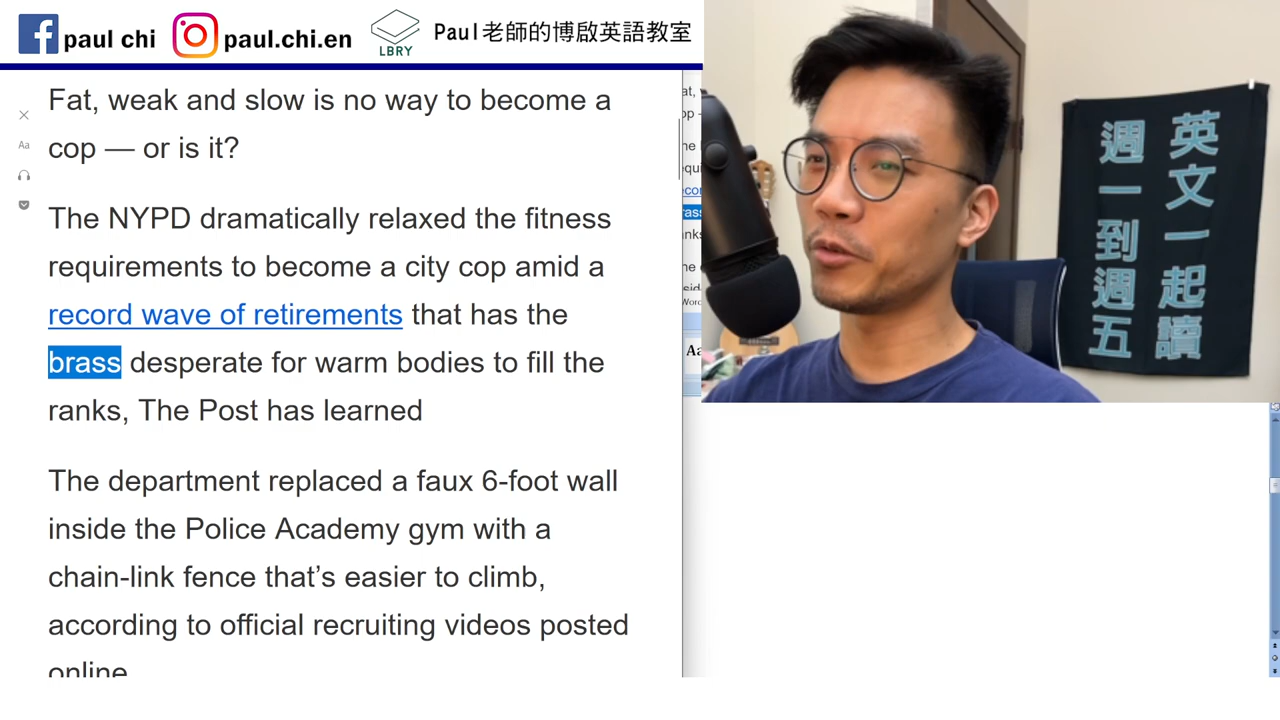 paul chi
paul.chi.en
LBRY
Paul老師的博啟英語教室
Fat, weak and slow is no way to become a
cop — or is it?
The NYPD dramatically relaxed the fitness
requirements to become a city cop amid a
record wave of retirements that has the
brass desperate for warm bodies to fill the
ranks, The Post has learned
The department replaced a faux 6-foot wall
inside the Police Academy gym with a
chain-link fence that’s easier to climb,
according to official recruiting videos posted
online
Aa
英文一起讀
週一到週五